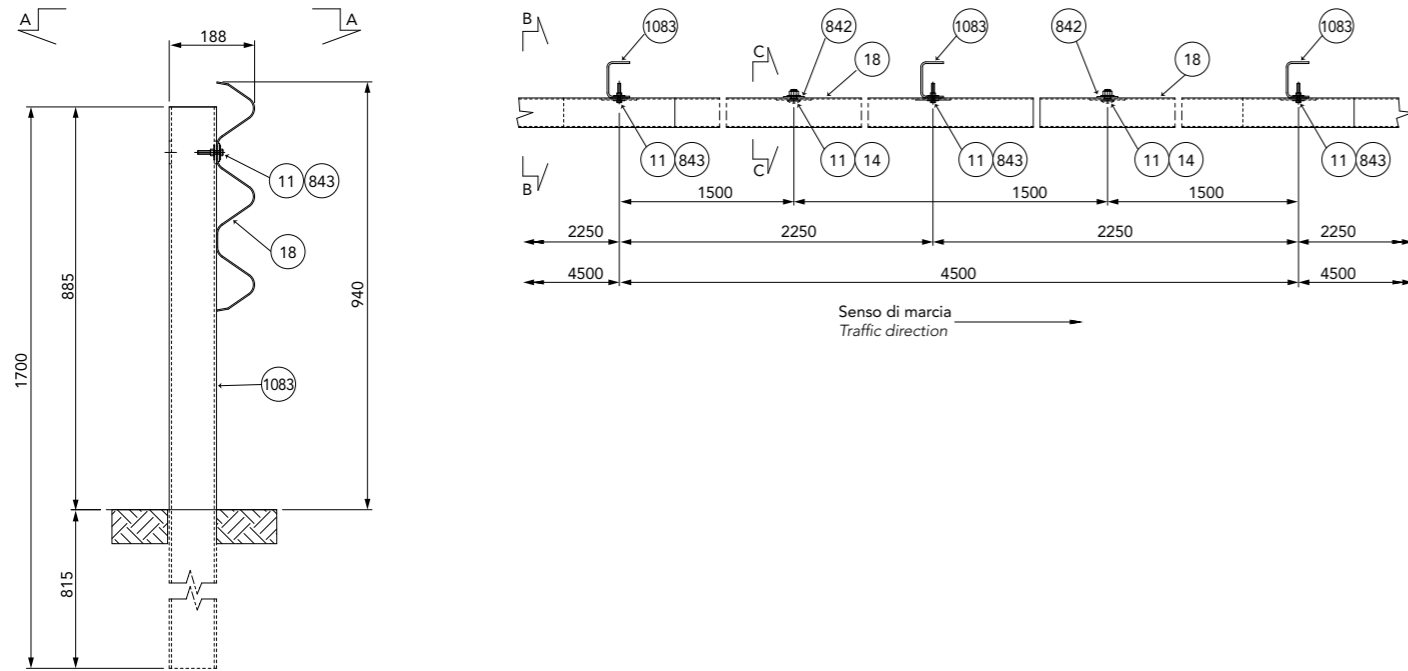 A A
188
11 843
18
1083
885
940
1700
815
B 1083 842 1083 842 1083
C 18 18
11 843 11 14 11 843 11 14 11 843
B C
1500 1500 1500
2250 2250 2250 2250
4500 4500 4500
Senso di marcia
Traffic direction